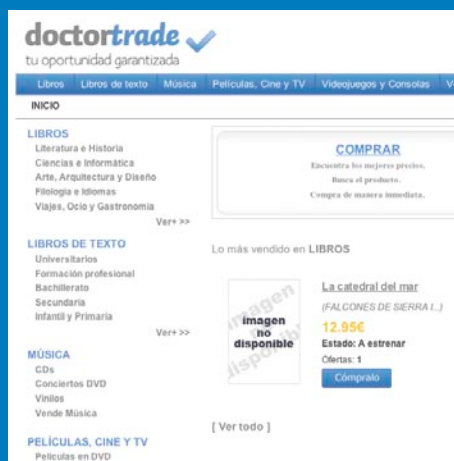 doctortrade
tu oportunidad garantizada
Libros Libros de texto Música Películas, Cine y TV Videojuegos y Consolas
INICIO
LIBROS
Literatura e Historia
Ciencias e Informática
Arte, Arquitectura y Diseño
Filología e Idiomas
Viajes, Ocio y Gastronomía
Ver+ >>
LIBROS DE TEXTO
Universitarios
Formación profesional
Bachillerato
Secundaria
Infantil y Primaria
Ver+ >>
MÚSICA
CDs
Conciertos DVD
Vinilos
Vende Música
PELÍCULAS, CINE Y TV
Películas en DVD
COMPRAR
Encuentra los mejores precios.
Busca el producto.
Compra de manera inmediata.
Lo más vendido en LIBROS
imagen
no
disponible
La catedral del mar
(FALCONES DE SIERRA I..)
12.95€
Estado: A estrenar
Ofertas: 1
Cómpralo
[ Ver todo ]